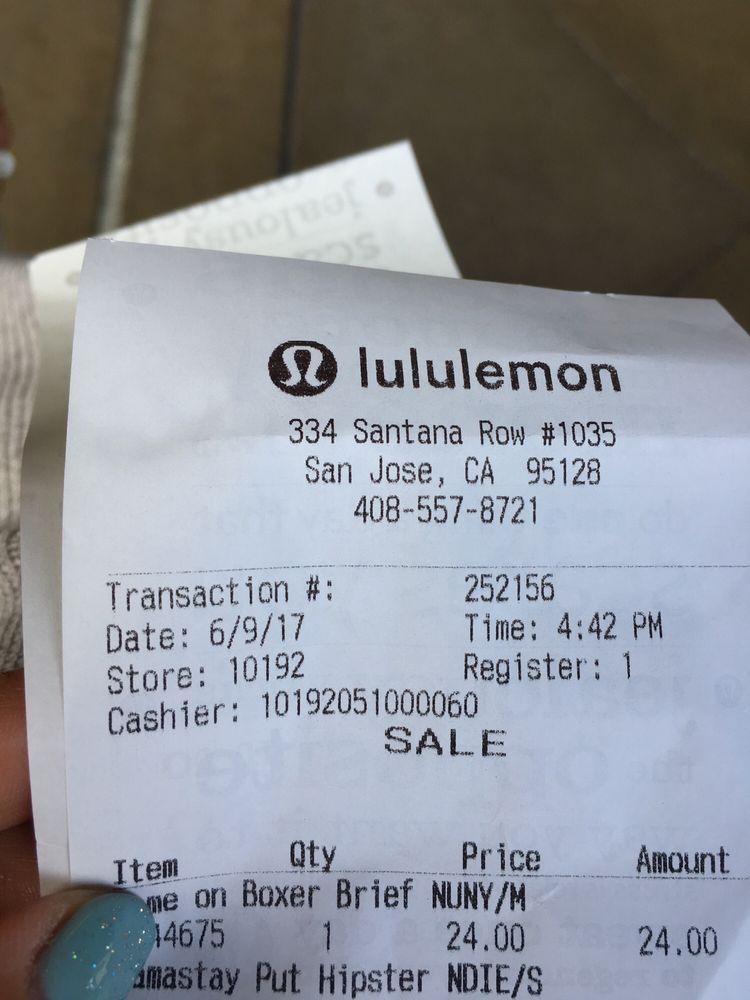 jealousy
lululemon
334 Santana Row #1035
San Jose, CA 95128
408-557-8721
Transaction #: 252156
Date: 6/9/17 Time: 4:42 PM
Store: 10192 Register: 1
Cashier: 10192051000060
SALE
Item Qty Price Amount
me on Boxer Brief NUNY/M
44675 1 24.00 24.00
amastay Put Hipster NDIE/S